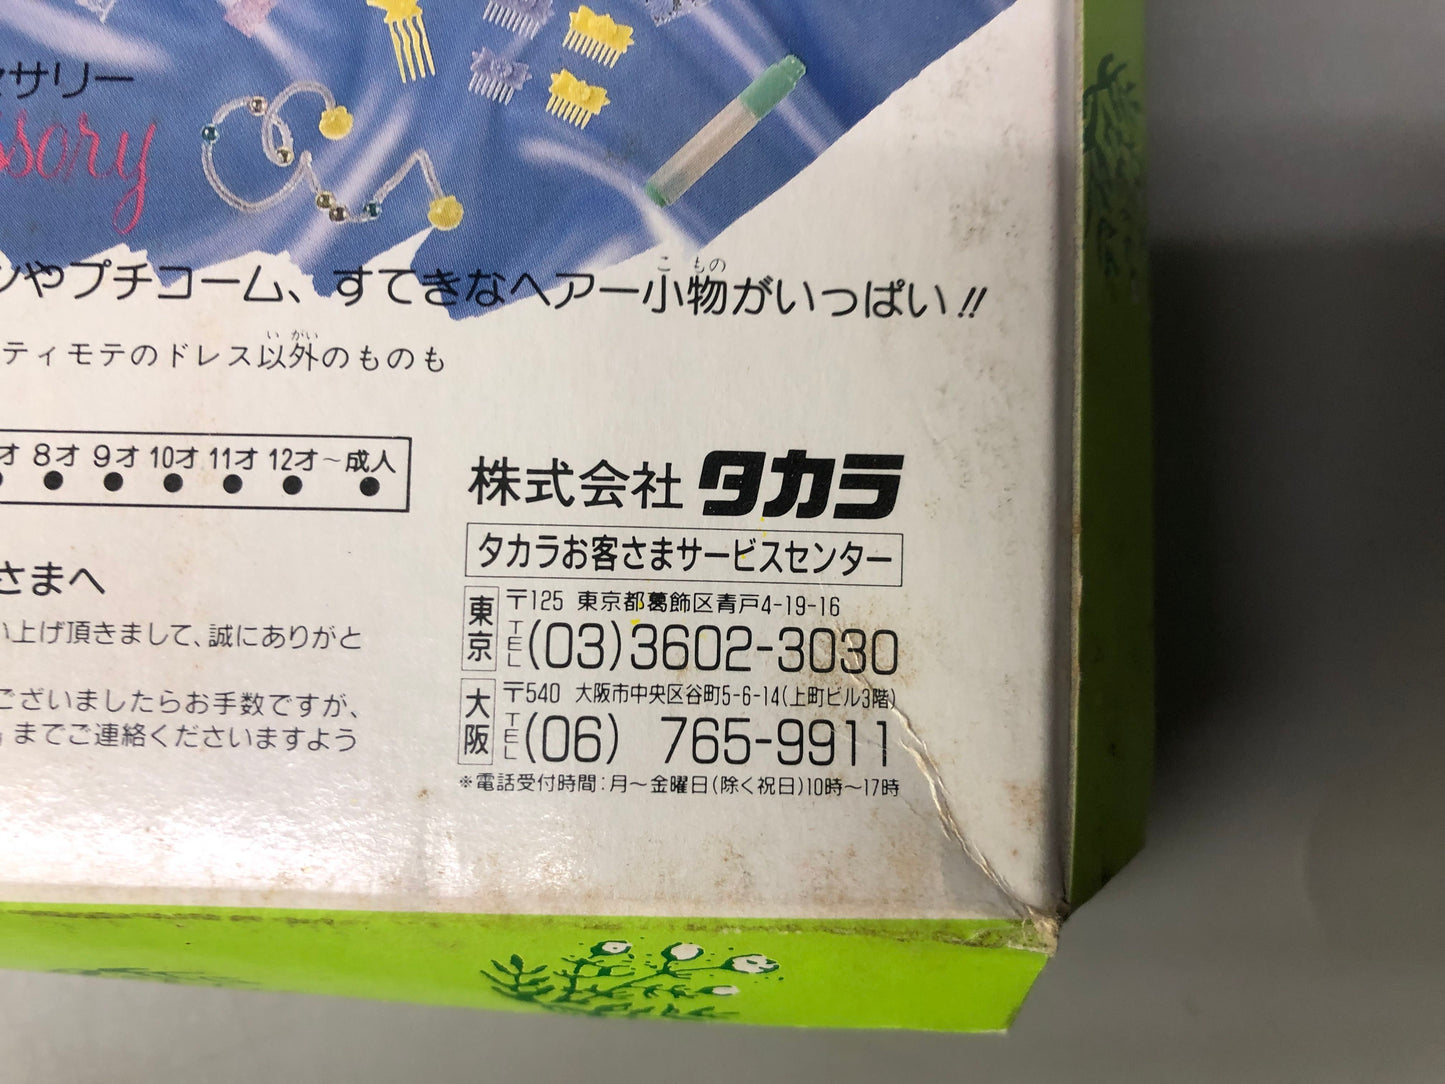 セサリー
ssory
ンやプチコーム、すてきなヘアー小物がいっぱい!!
こ もの
ティモテのドレス以外のものも
い がい
才 8才 9才 10才 11才 12才～成人
株式会社 タカラ
タカラお客さまサービスセンター
東京 〒125 東京都葛飾区青戸4-19-16
TEL (03)3602-3030
大阪 〒540 大阪市中央区谷町5-6-14(上町ビル3階)
TEL (06) 765-9911
※電話受付時間:月～金曜日(除く祝日)10時～17時
さまへ
い上げ頂きまして、誠にありがと
ございましたらお手数ですが、
までご連絡くださいますよう